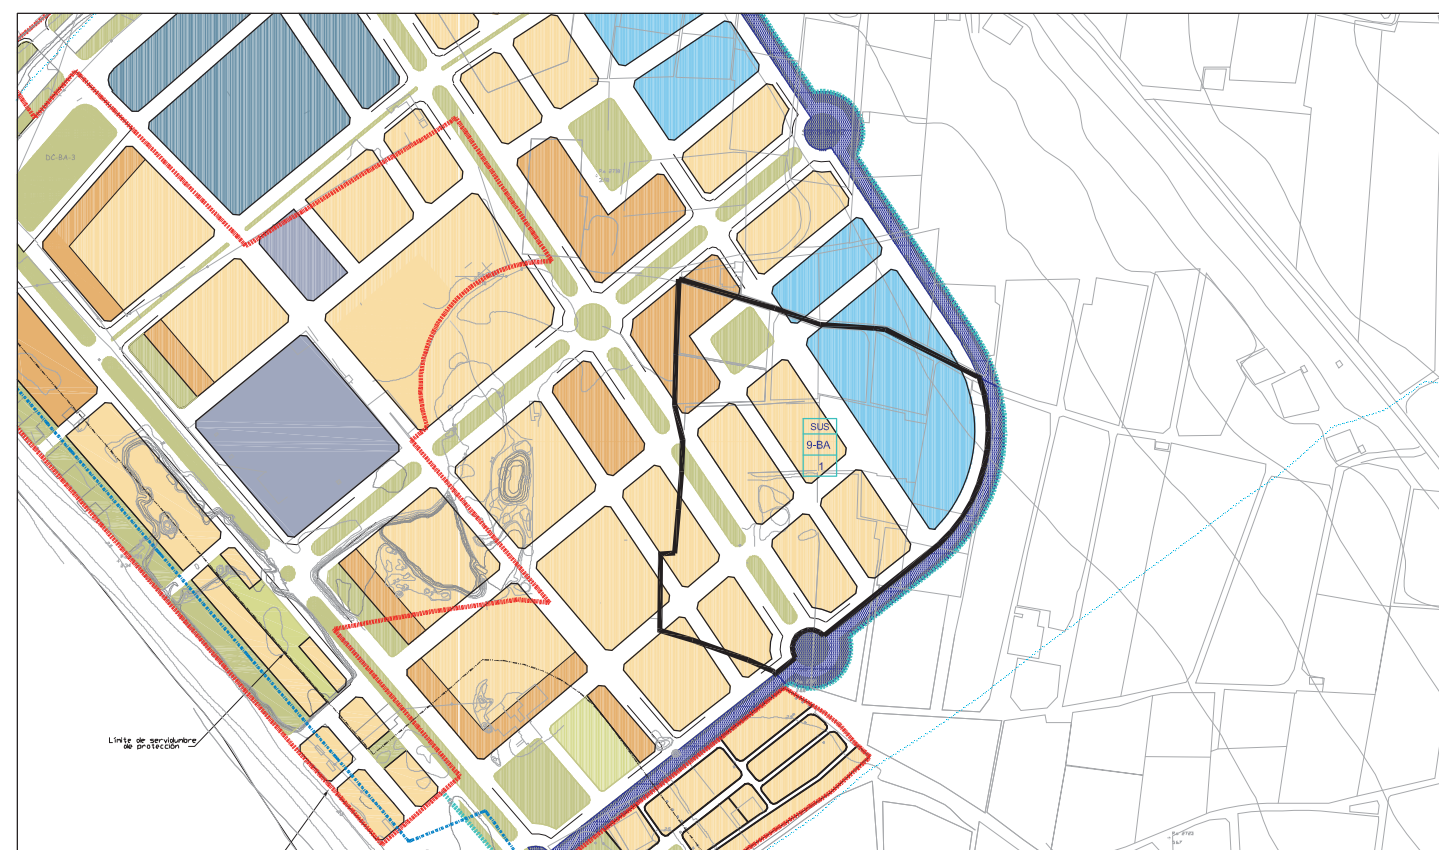 DC-BA-3
SUS
9-BA
1
Límite de servidumbre
de protección